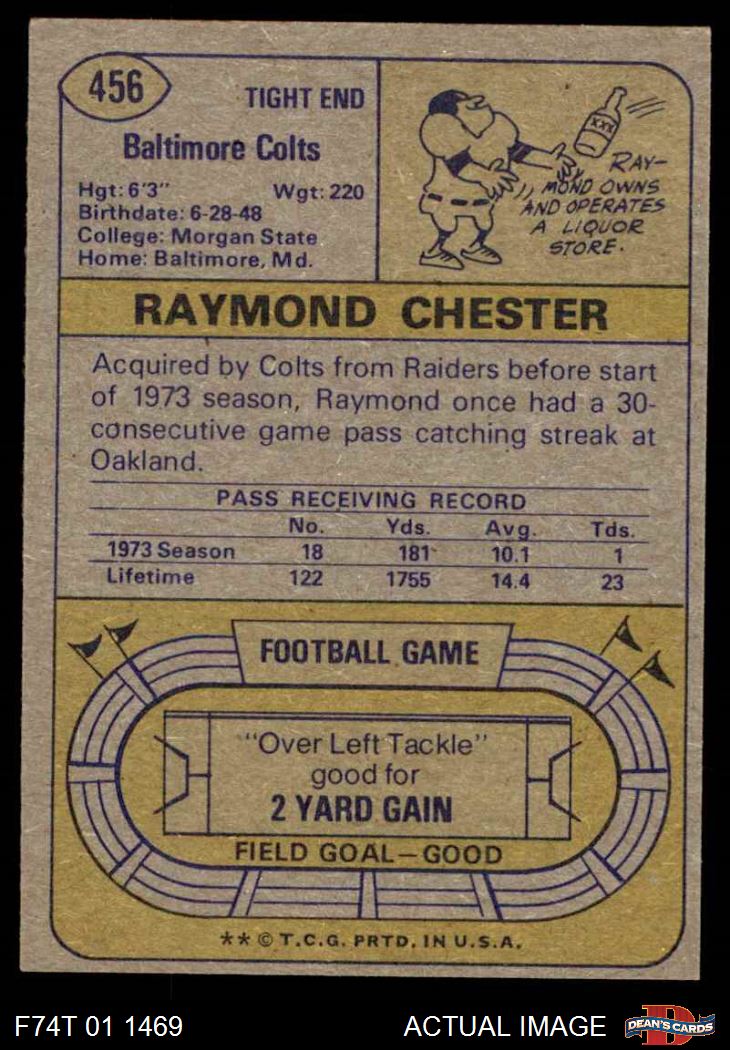 456
TIGHT END
Baltimore Colts
Hgt: 6'3" Wgt: 220
Birthdate: 6-28-48
College: Morgan State
Home: Baltimore, Md.
XXX
RAY-
MOND OWNS
AND OPERATES
A LIQUOR
STORE.
RAYMOND CHESTER
Acquired by Colts from Raiders before start
of 1973 season, Raymond once had a 30-
consecutive game pass catching streak at
Oakland.
PASS RECEIVING RECORD
No. Yds. Avg. Tds.
1973 Season 18 181 10.1 1
Lifetime 122 1755 14.4 23
FOOTBALL GAME
"Over Left Tackle"
good for
2 YARD GAIN
FIELD GOAL—GOOD
** © T.C.G. PRTD. IN U.S.A.
F74T 01 1469 ACTUAL IMAGE
D
DEAN'S CARDS